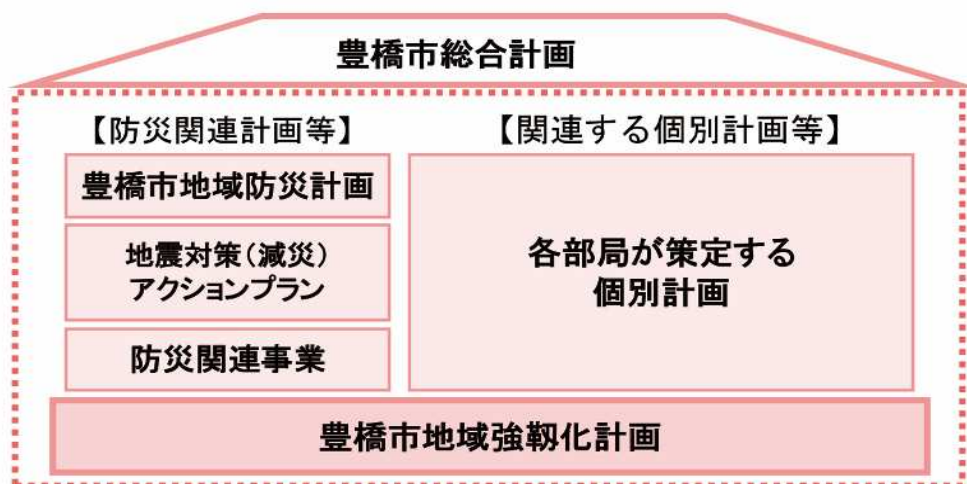 豊橋市総合計画
【防災関連計画等】
豊橋市地域防災計画
地震対策(減災)
アクションプラン
防災関連事業
【関連する個別計画等】
各部局が策定する
個別計画
豊橋市地域強靱化計画